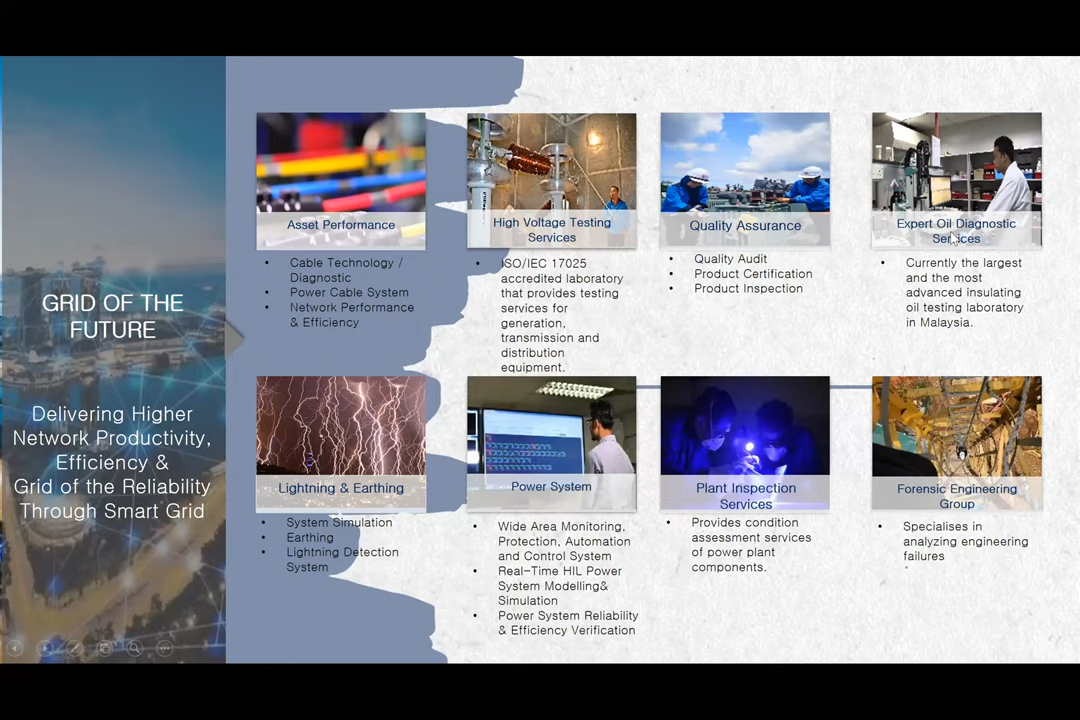 GRID OF THE
FUTURE
Delivering Higher
Network Productivity,
Efficiency &
Grid of the Reliability
Through Smart Grid
Asset Performance
• Cable Technology /
Diagnostic
• Power Cable System
• Network Performance
& Efficiency
High Voltage Testing
Services
• ISO/IEC 17025
accredited laboratory
that provides testing
services for
generation,
transmission and
distribution
equipment.
Quality Assurance
• Quality Audit
• Product Certification
• Product Inspection
Expert Oil Diagnostic
Services
• Currently the largest
and the most
advanced insulating
oil testing laboratory
in Malaysia.
Lightning & Earthing
• System Simulation
• Earthing
• Lightning Detection
System
Power System
• Wide Area Monitoring,
Protection, Automation
and Control System
• Real-Time HIL Power
System Modelling&
Simulation
• Power System Reliability
& Efficiency Verification
Plant Inspection
Services
• Provides condition
assessment services
of power plant
components.
Forensic Engineering
Group
• Specialises in
analyzing engineering
failures